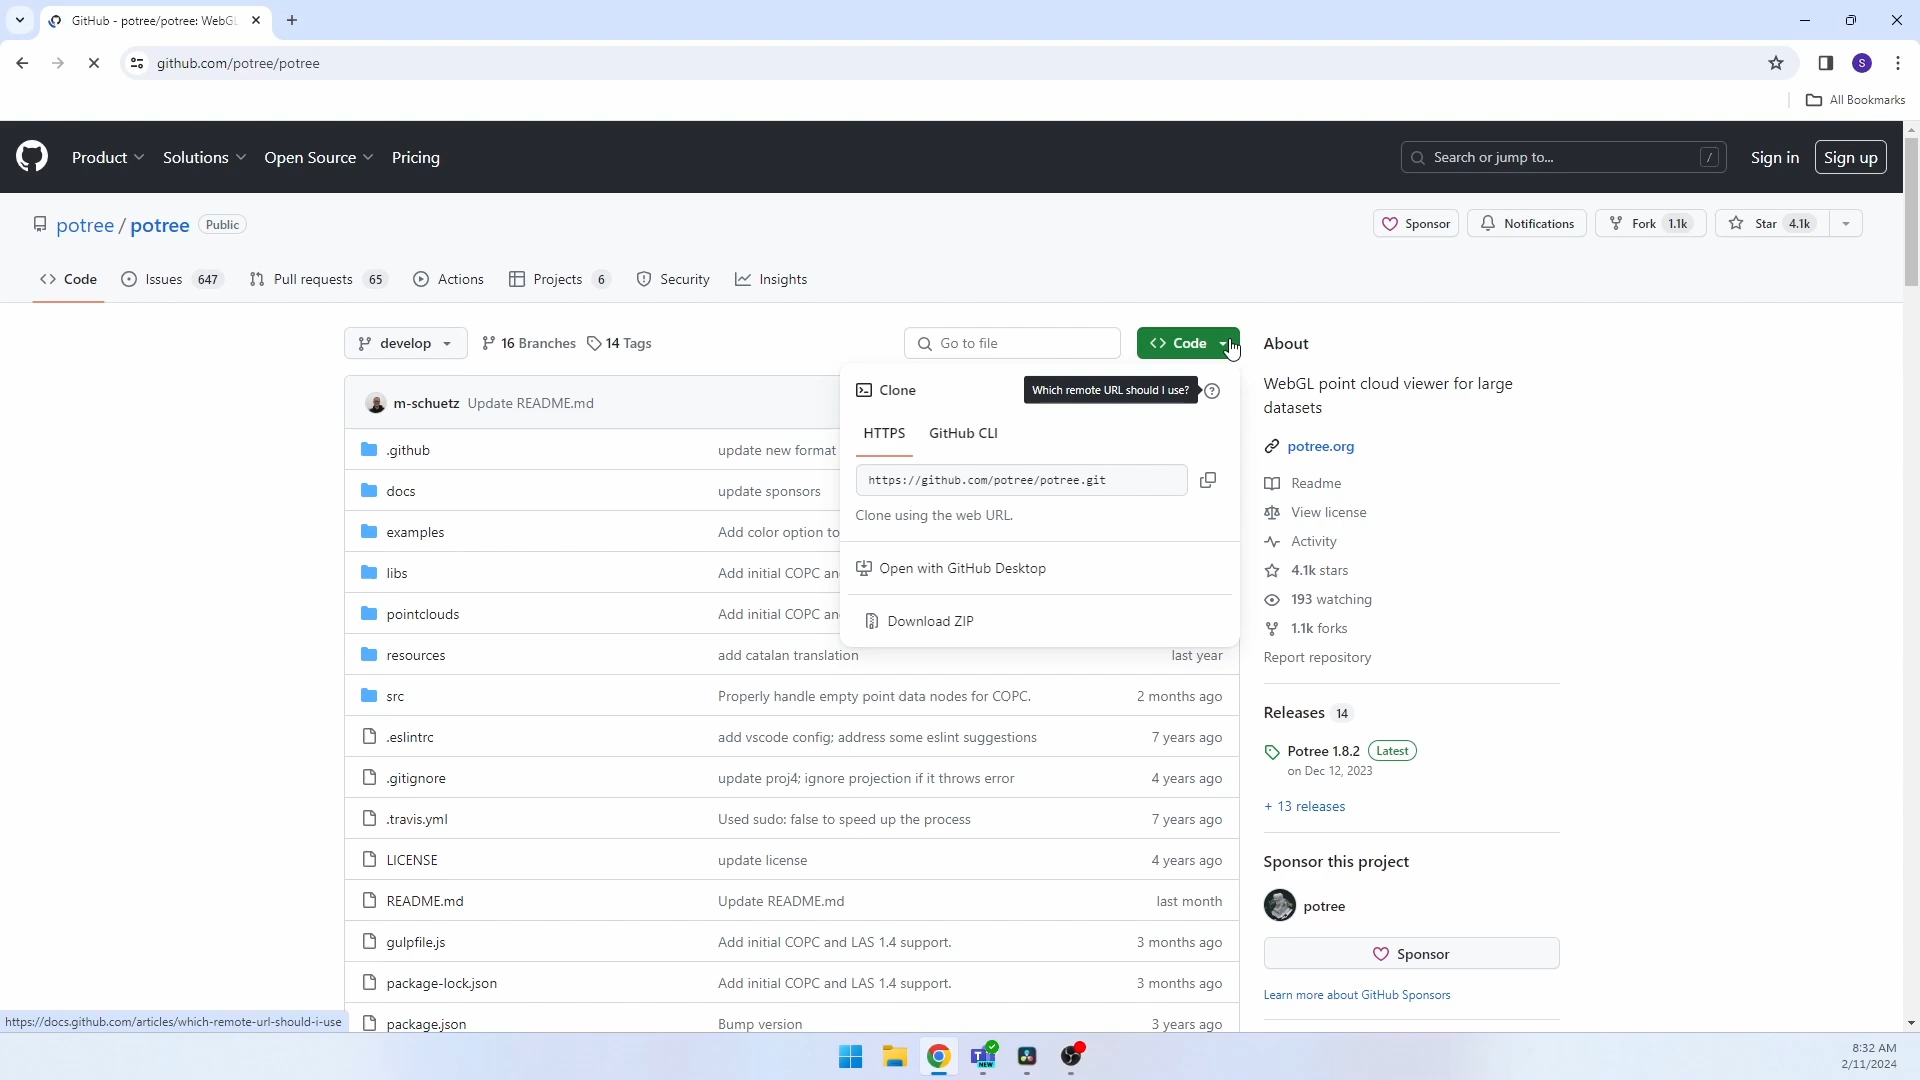 GitHub - potree/potree: WebGL
github.com/potree/potree
S
All Bookmarks
Product
Solutions
Open Source
Pricing
Search or jump to...
/
Sign in
Sign up
potree / potree
Public
Sponsor
Notifications
Fork 1.1k
Star 4.1k
Code
Issues 647
Pull requests 65
Actions
Projects 6
Security
Insights
develop
16 Branches
14 Tags
Go to file
<> Code
m-schuetz Update README.md
Clone
Which remote URL should I use?
HTTPS
GitHub CLI
https://github.com/potree/potree.git
Clone using the web URL.
Open with GitHub Desktop
Download ZIP
.github update new format
docs update sponsors
examples Add color option to
libs Add initial COPC an
pointclouds Add initial COPC an
resources add catalan translation last year
src Properly handle empty point data nodes for COPC. 2 months ago
.eslintrc add vscode config; address some eslint suggestions 7 years ago
.gitignore update proj4; ignore projection if it throws error 4 years ago
.travis.yml Used sudo: false to speed up the process 7 years ago
LICENSE update license 4 years ago
README.md Update README.md last month
gulpfile.js Add initial COPC and LAS 1.4 support. 3 months ago
package-lock.json Add initial COPC and LAS 1.4 support. 3 months ago
package.json Bump version 3 years ago
About
WebGL point cloud viewer for large
datasets
potree.org
Readme
View license
Activity
4.1k stars
193 watching
1.1k forks
Report repository
Releases 14
Potree 1.8.2 Latest
on Dec 12, 2023
+ 13 releases
Sponsor this project
potree
Sponsor
Learn more about GitHub Sponsors
https://docs.github.com/articles/which-remote-url-should-i-use
NEW
8:32 AM
2/11/2024